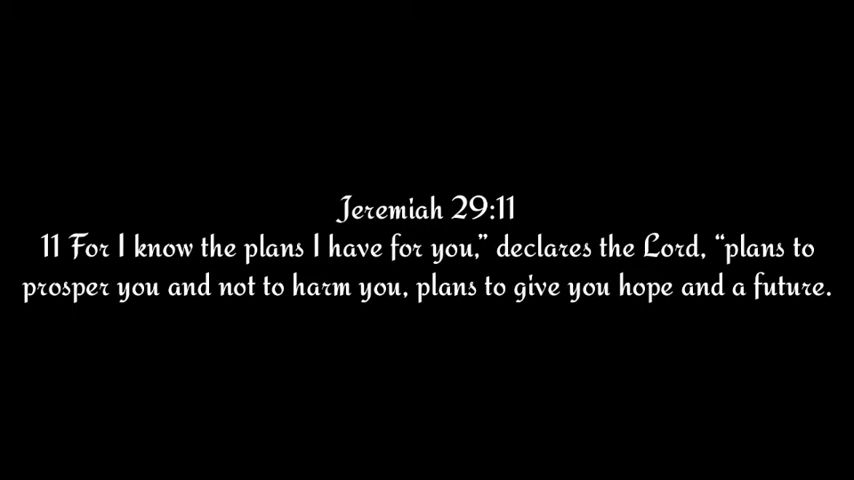 Jeremiah 29:11
11 For I know the plans I have for you,” declares the Lord, “plans to
prosper you and not to harm you, plans to give you hope and a future.